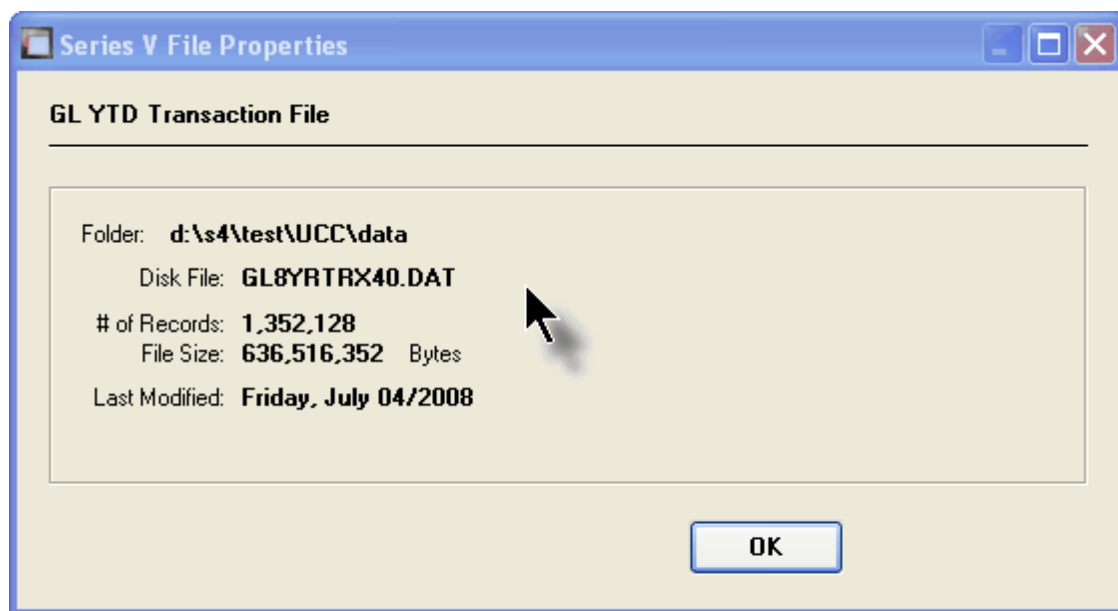 Series V File Properties
GL YTD Transaction File
Folder: d:\s4\test\UCC\data
Disk File: GL8YRTRX40.DAT
# of Records: 1,352,128
File Size: 636,516,352 Bytes
Last Modified: Friday, July 04/2008
OK